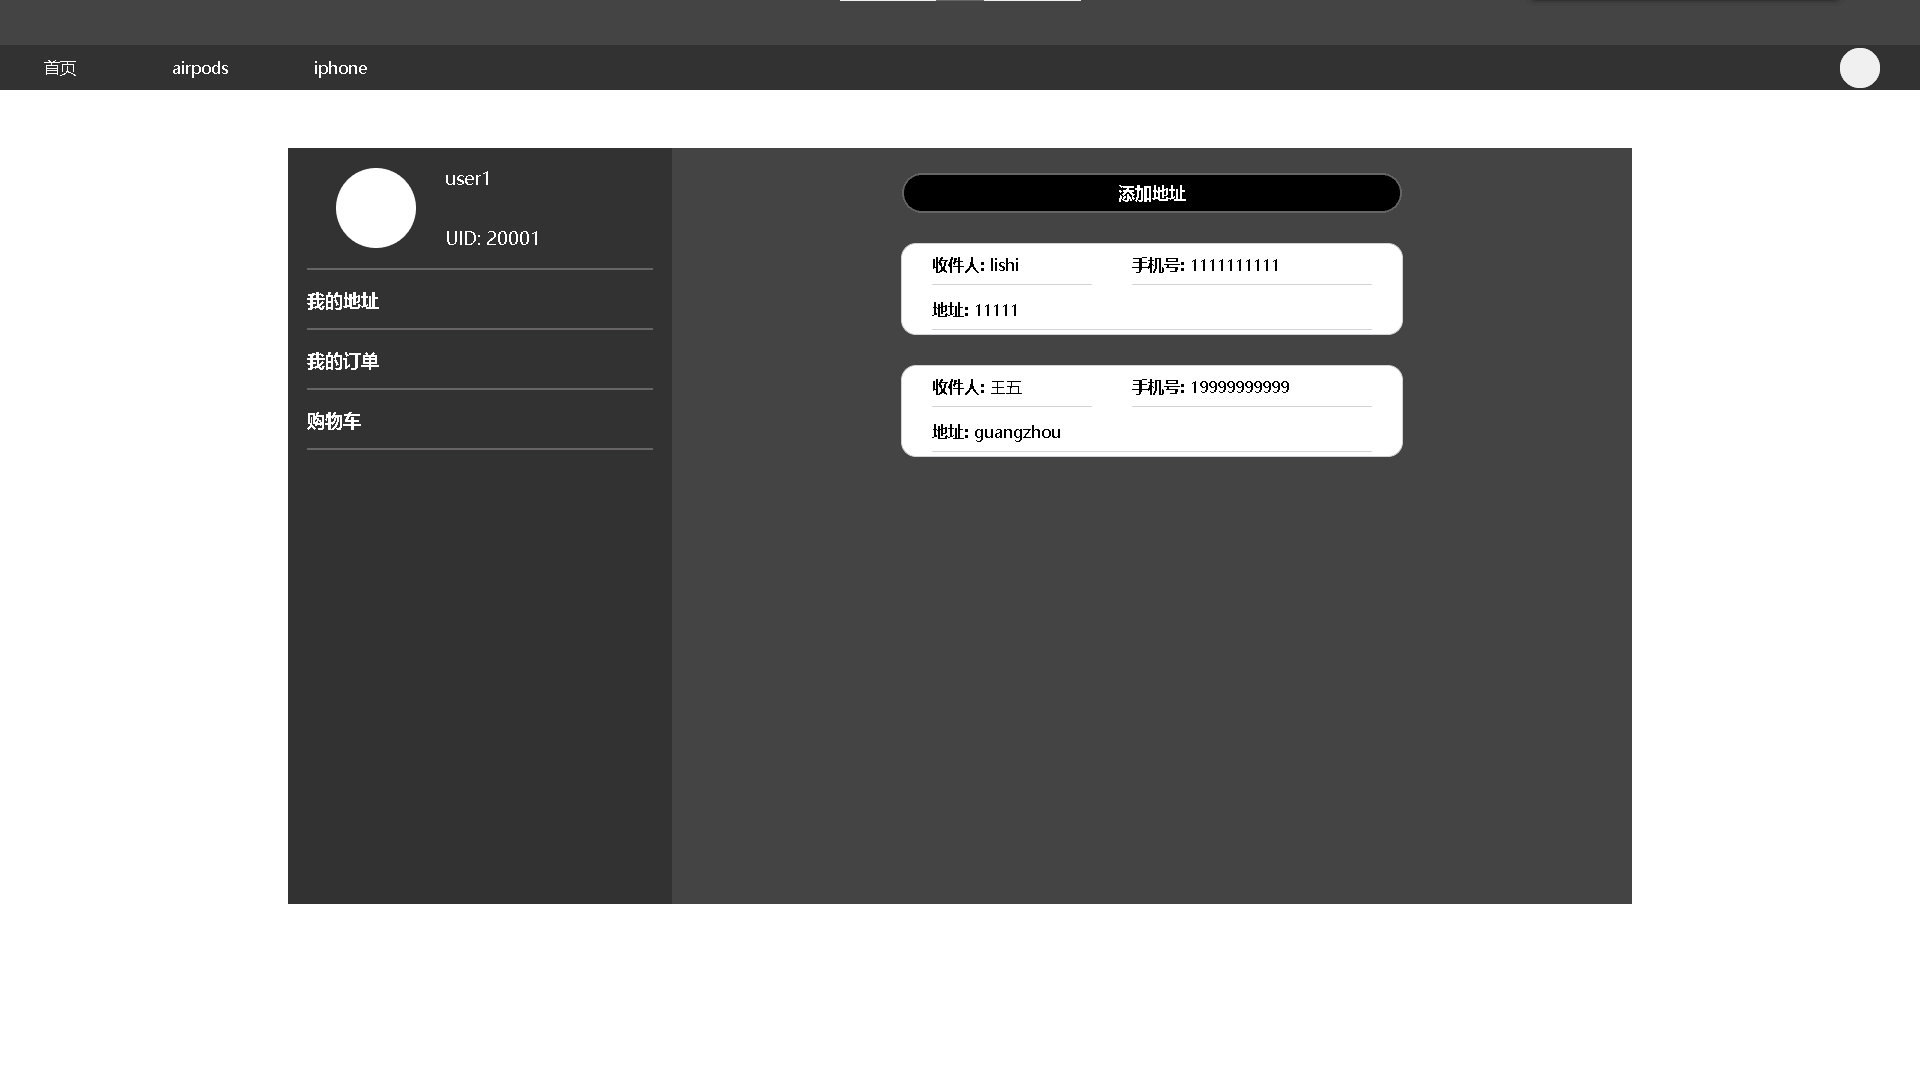 首页 airpods iphone
user1
UID: 20001
我的地址
我的订单
购物车
添加地址
收件人: lishi 手机号: 1111111111
地址: 11111
收件人: 王五 手机号: 19999999999
地址: guangzhou